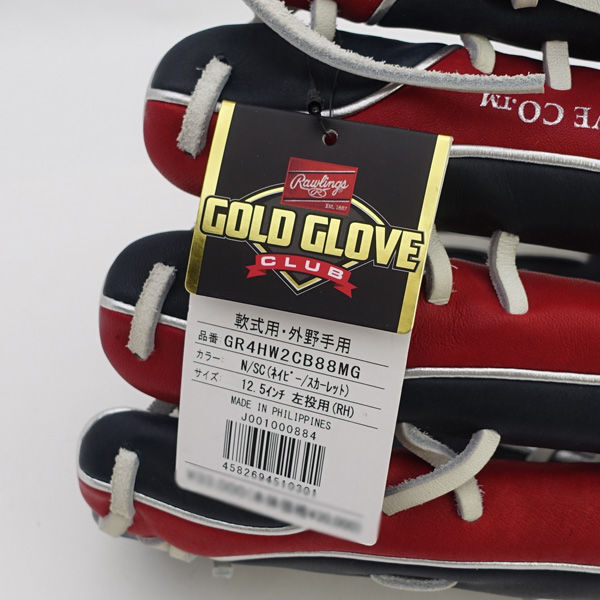 VE CO.™
Rawlings
EST. 1887
GOLD GLOVE
CLUB
軟式用・外野手用
品番 GR4HW2CB88MG
カラー N/SC(ネイビー/スカーレット)
サイズ 12.5インチ 左投用(RH)
MADE IN PHILIPPINES
J001000884
4582694510301